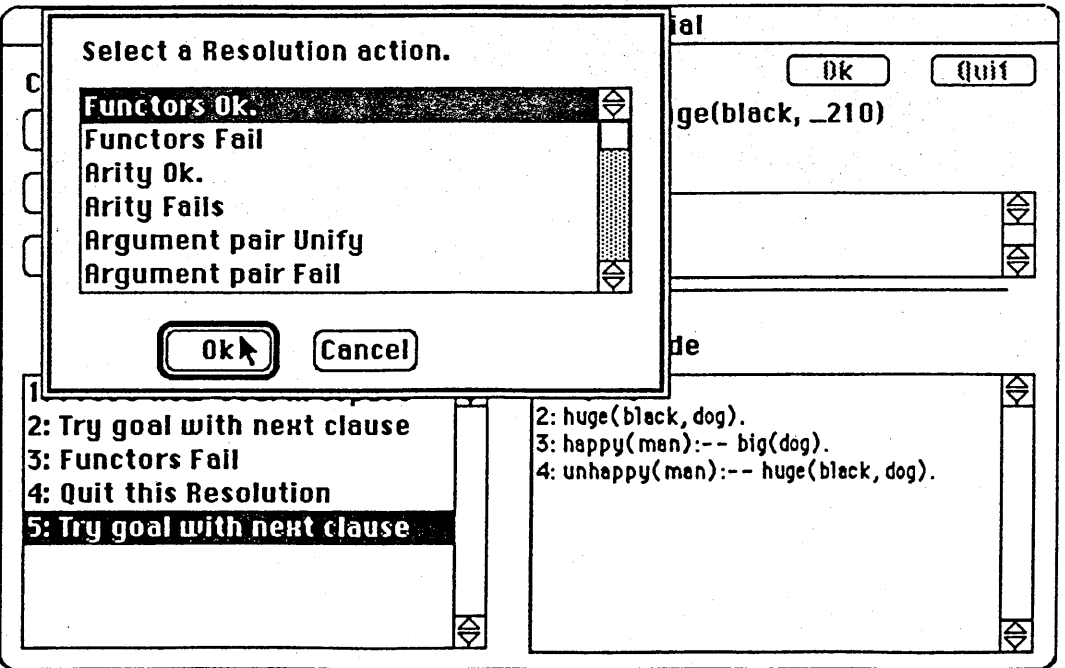 ial
Select a Resolution action.
Ok
Quit
c
Functors Ok.
ge(black, _210)
Functors Fail
Arity Ok.
Arity Fails
Argument pair Unify
Argument pair Fail
Ok
Cancel
de
1
2: Try goal with next clause
3: Functors Fail
4: Quit this Resolution
5: Try goal with next clause
2: huge(black,dog).
3: happy(man):-- big(dog).
4: unhappy(man):-- huge(black,dog).